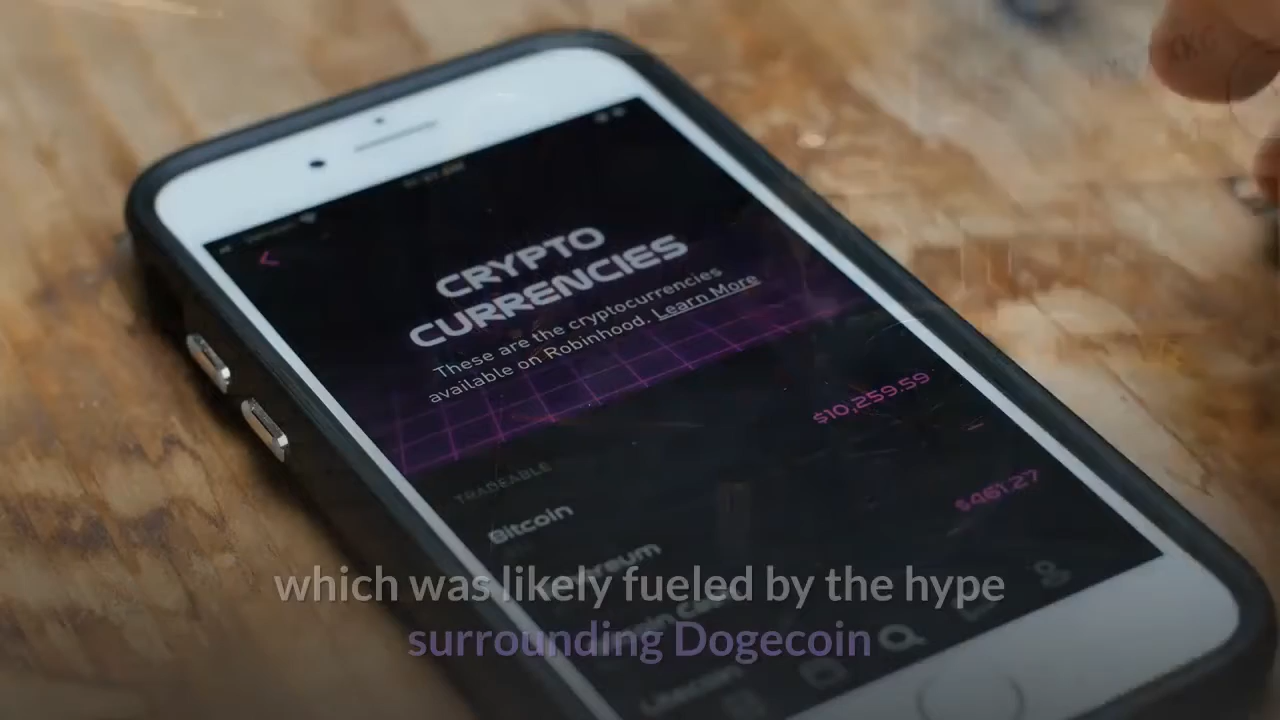 CRYPTO
CURRENCIES
These are the cryptocurrencies
available on Robinhood. Learn More
$10,259.59
TRADEABLE
Bitcoin
$461.27
which was likely fueled by the hype
surrounding Dogecoin